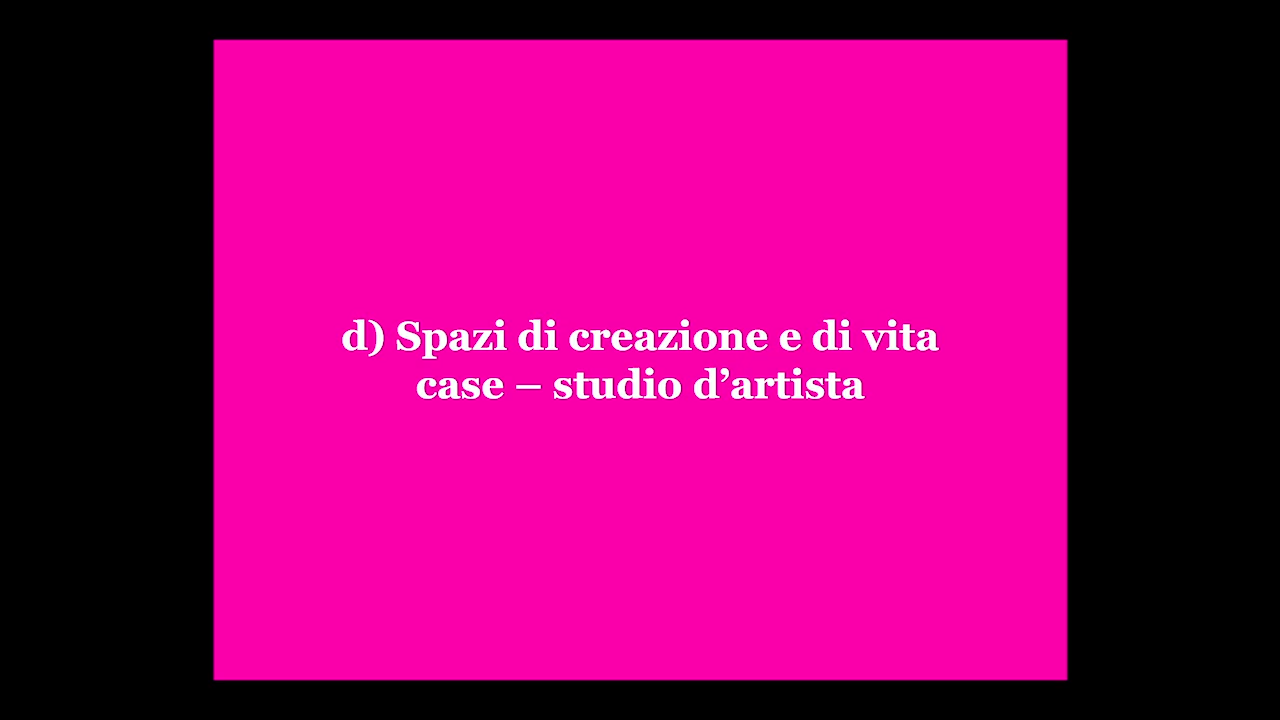 d) Spazi di creazione e di vita
case – studio d’artista